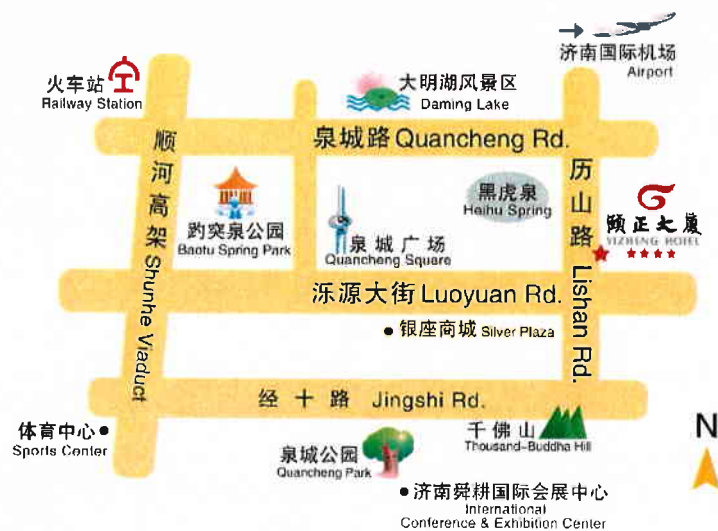 济南国际机场
Airport
火车站
Railway Station
大明湖风景区
Daming Lake
泉城路 Quancheng Rd.
顺河高架 Shunhe Viaduct
历山路 Lishan Rd.
趵突泉公园
Baotu Spring Park
泉城广场
Quancheng Square
黑虎泉
Heihu Spring
颐正大厦
YIZHENG HOTEL
泺源大街 Luoyuan Rd.
银座商城 Silver Plaza
经十路 Jingshi Rd.
体育中心
Sports Center
泉城公园
Quancheng Park
千佛山
Thousand-Buddha Hill
N
济南舜耕国际会展中心
International
Conference & Exhibition Center